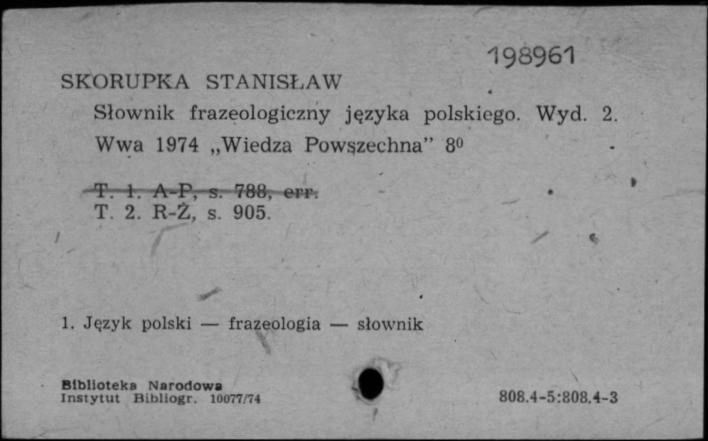 198961
SKORUPKA STANISŁAW
Słownik frazeologiczny języka polskiego. Wyd. 2.
Wwa 1974 „Wiedza Powszechna” 8⁰
T. 1. A-P, s. 788, err.
T. 2. R-Ż, s. 905.
1. Język polski — frazeologia — słownik
Biblioteka Narodowa
Instytut Bibliogr. 10077/74
808.4-5:808.4-3